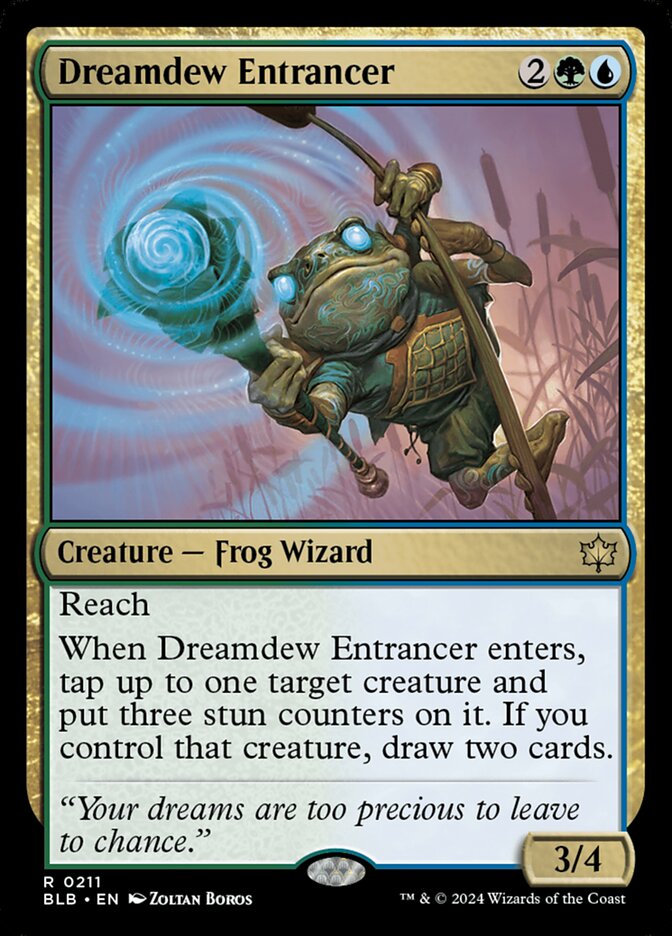 Dreamdew Entrancer 2
Creature — Frog Wizard
Reach
When Dreamdew Entrancer enters,
tap up to one target creature and
put three stun counters on it. If you
control that creature, draw two cards.
“Your dreams are too precious to leave
to chance.”
3/4
R 0211
BLB • EN Zoltan Boros
™ & © 2024 Wizards of the Coast